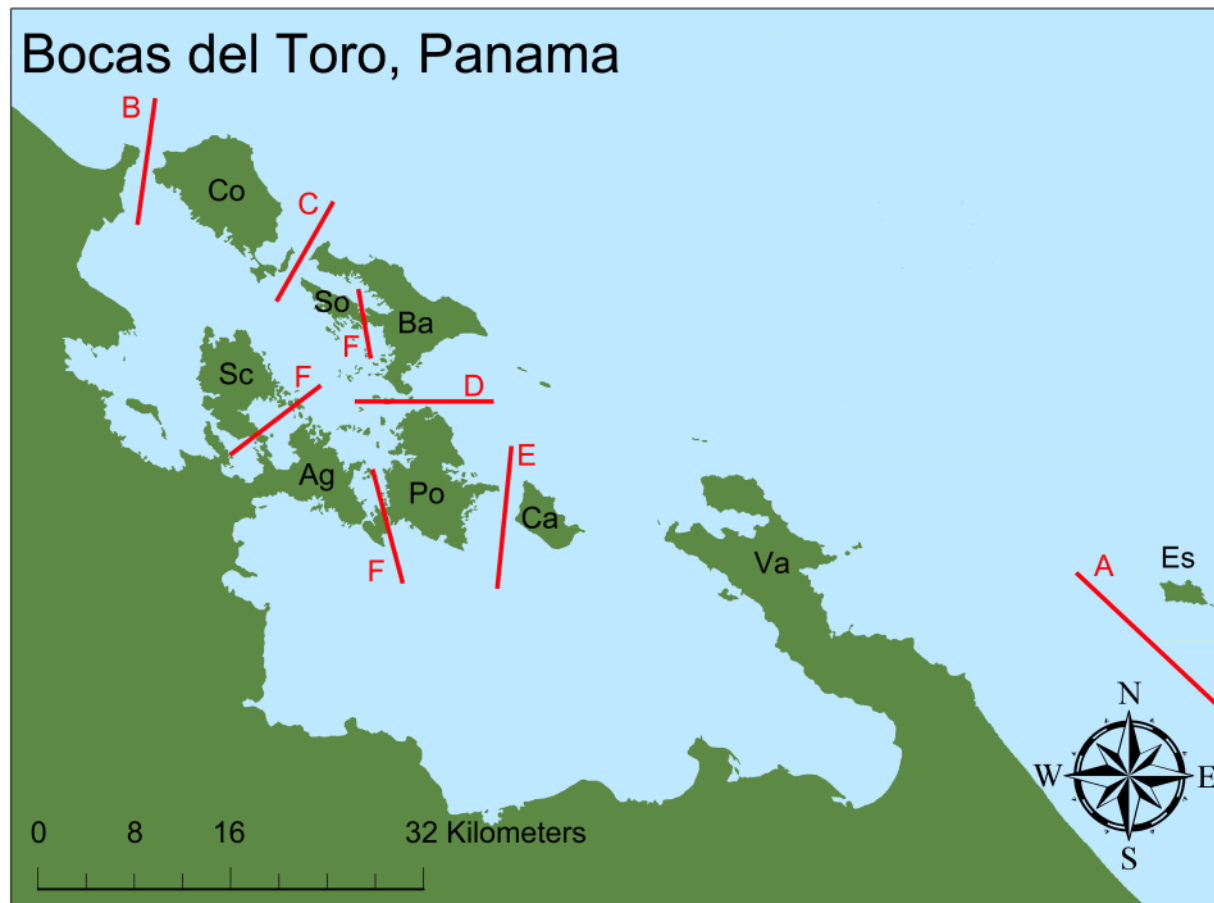 Bocas del Toro, Panama
B
Co
C
So
Ba
F
Sc
F
D
E
Ag
Po
Ca
F
Va
A
Es
N
W E
S
0 8 16 32 Kilometers